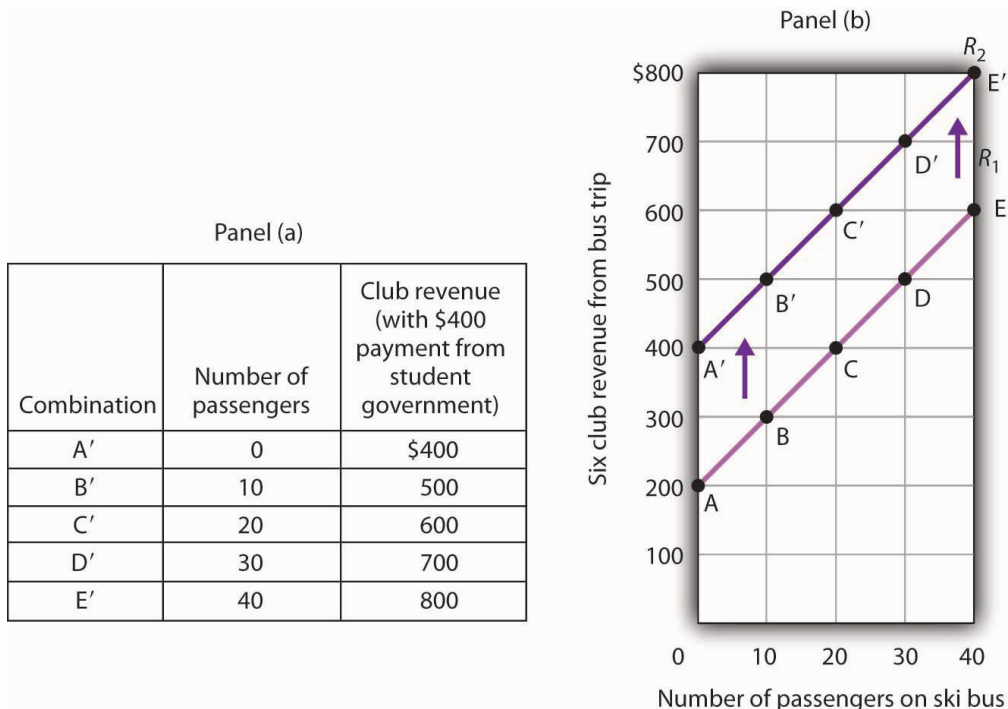 Panel (a)
Combination
Number of
passengers
Club revenue
(with $400
payment from
student
government)
A′ 0 $400
B′ 10 500
C′ 20 600
D′ 30 700
E′ 40 800
Panel (b)
Six club revenue from bus trip
$800
700
600
500
400
300
200
100
0 10 20 30 40
Number of passengers on ski bus
R2
E′
D′
R1
C′
E
B′
D
A′
C
B
A